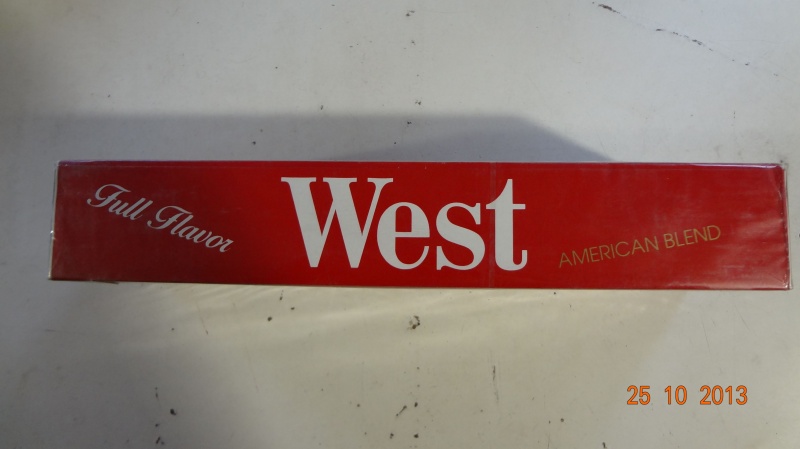 Full Flavor
West
AMERICAN BLEND
25 10 2013